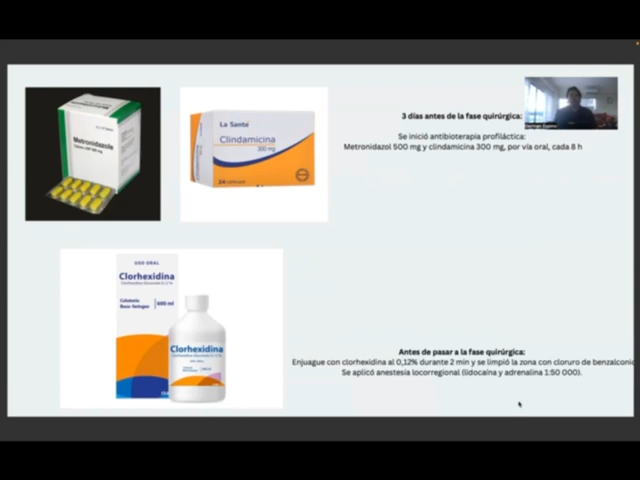 Metronidazole
La Santé
Clindamicina
300 mg
24 cápsulas
3 días antes de la fase quirúrgica:
Se inició antibioterapia profiláctica:
Metronidazol 500 mg y clindamicina 300 mg, por vía oral, cada 8 h
USO ORAL
Clorhexidina
600 ml
Clorhexidina
Antes de pasar a la fase quirúrgica:
Enjuague con clorhexidina al 0,12% durante 2 min y se limpió la zona con cloruro de benzalconio
Se aplicó anestesia locorregional (lidocaína y adrenalina 1:50 000).